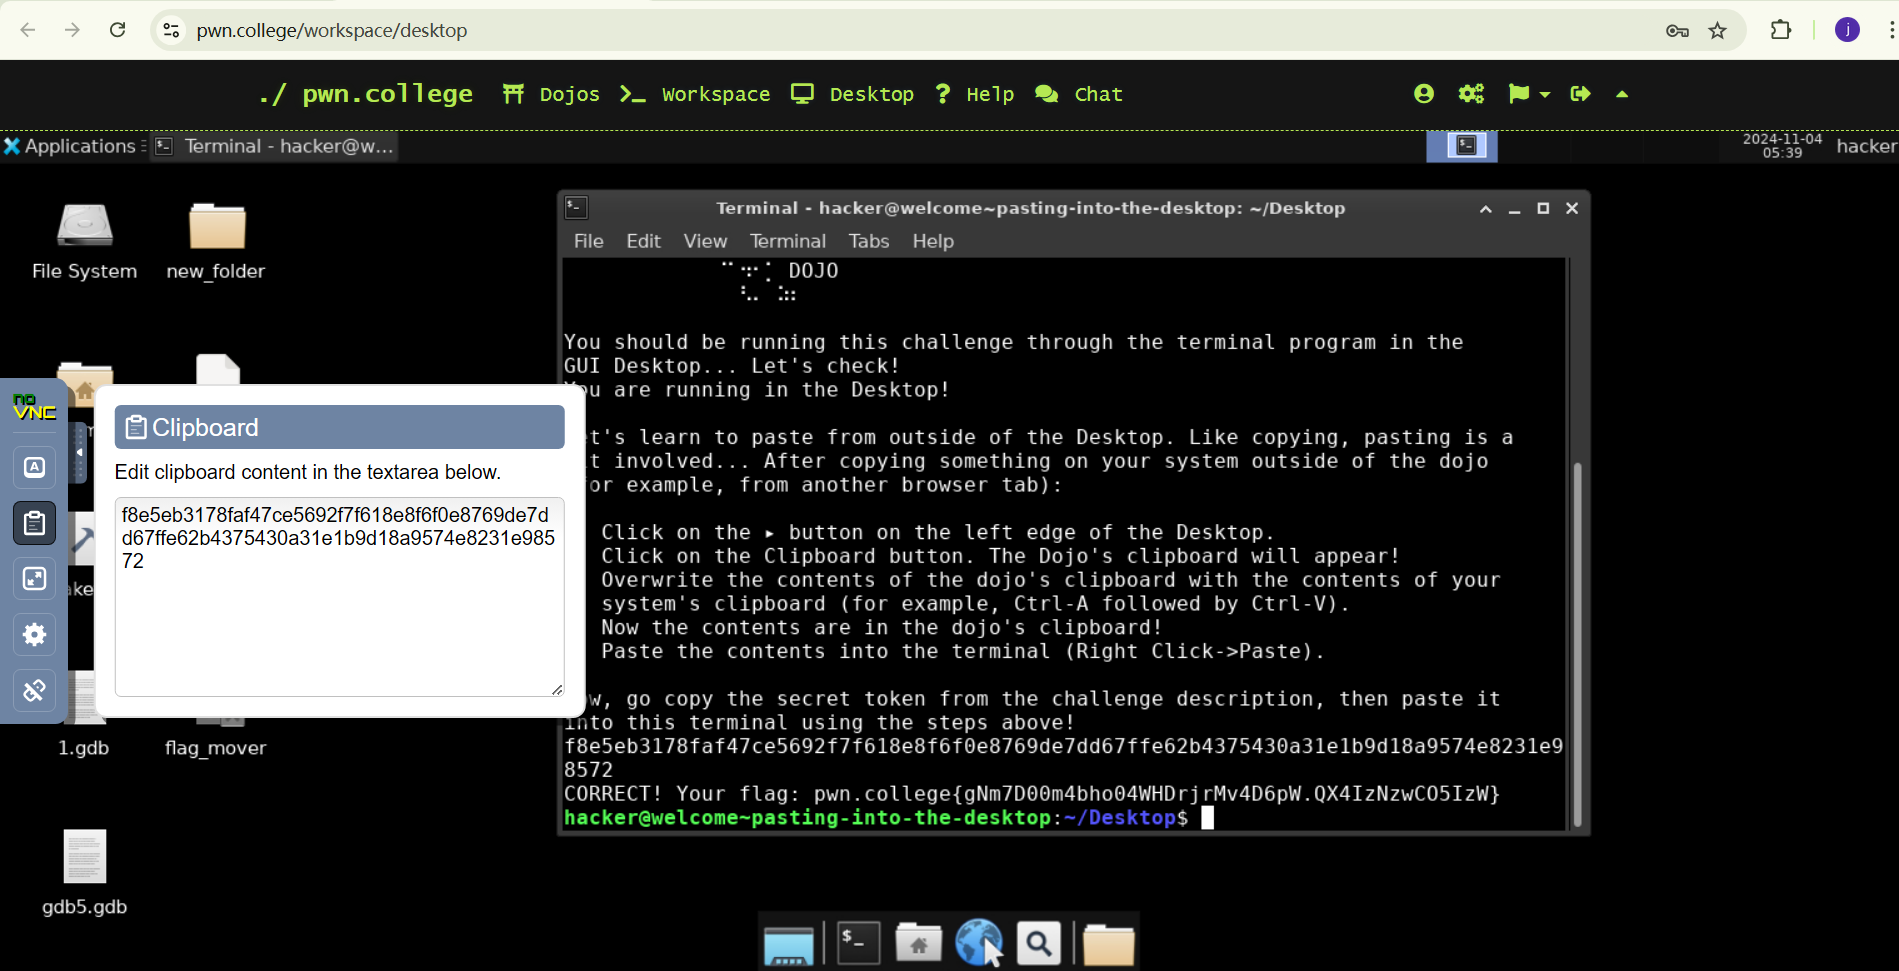 pwn.college/workspace/desktop
j
./ pwn.college Dojos Workspace Desktop Help Chat
Applications Terminal - hacker@w... 2024-11-04 05:39 hacker
File System new_folder
Terminal - hacker@welcome~pasting-into-the-desktop: ~/Desktop
File Edit View Terminal Tabs Help
DOJO
You should be running this challenge through the terminal program in the
GUI Desktop... Let's check!
You are running in the Desktop!
t's learn to paste from outside of the Desktop. Like copying, pasting is a
t involved... After copying something on your system outside of the dojo
or example, from another browser tab):
Click on the ▸ button on the left edge of the Desktop.
Click on the Clipboard button. The Dojo's clipboard will appear!
Overwrite the contents of the dojo's clipboard with the contents of your
system's clipboard (for example, Ctrl-A followed by Ctrl-V).
Now the contents are in the dojo's clipboard!
Paste the contents into the terminal (Right Click->Paste).
w, go copy the secret token from the challenge description, then paste it
into this terminal using the steps above!
f8e5eb3178faf47ce5692f7f618e8f6f0e8769de7dd67ffe62b4375430a31e1b9d18a9574e8231e9
8572
CORRECT! Your flag: pwn.college{gNm7D00m4bho04WHDrjrMv4D6pW.QX4IzNzwCO5IzW}
hacker@welcome~pasting-into-the-desktop:~/Desktop$
no
VNC
A
Clipboard
Edit clipboard content in the textarea below.
f8e5eb3178faf47ce5692f7f618e8f6f0e8769de7d
d67ffe62b4375430a31e1b9d18a9574e8231e985
72
ke
1.gdb flag_mover
gdb5.gdb